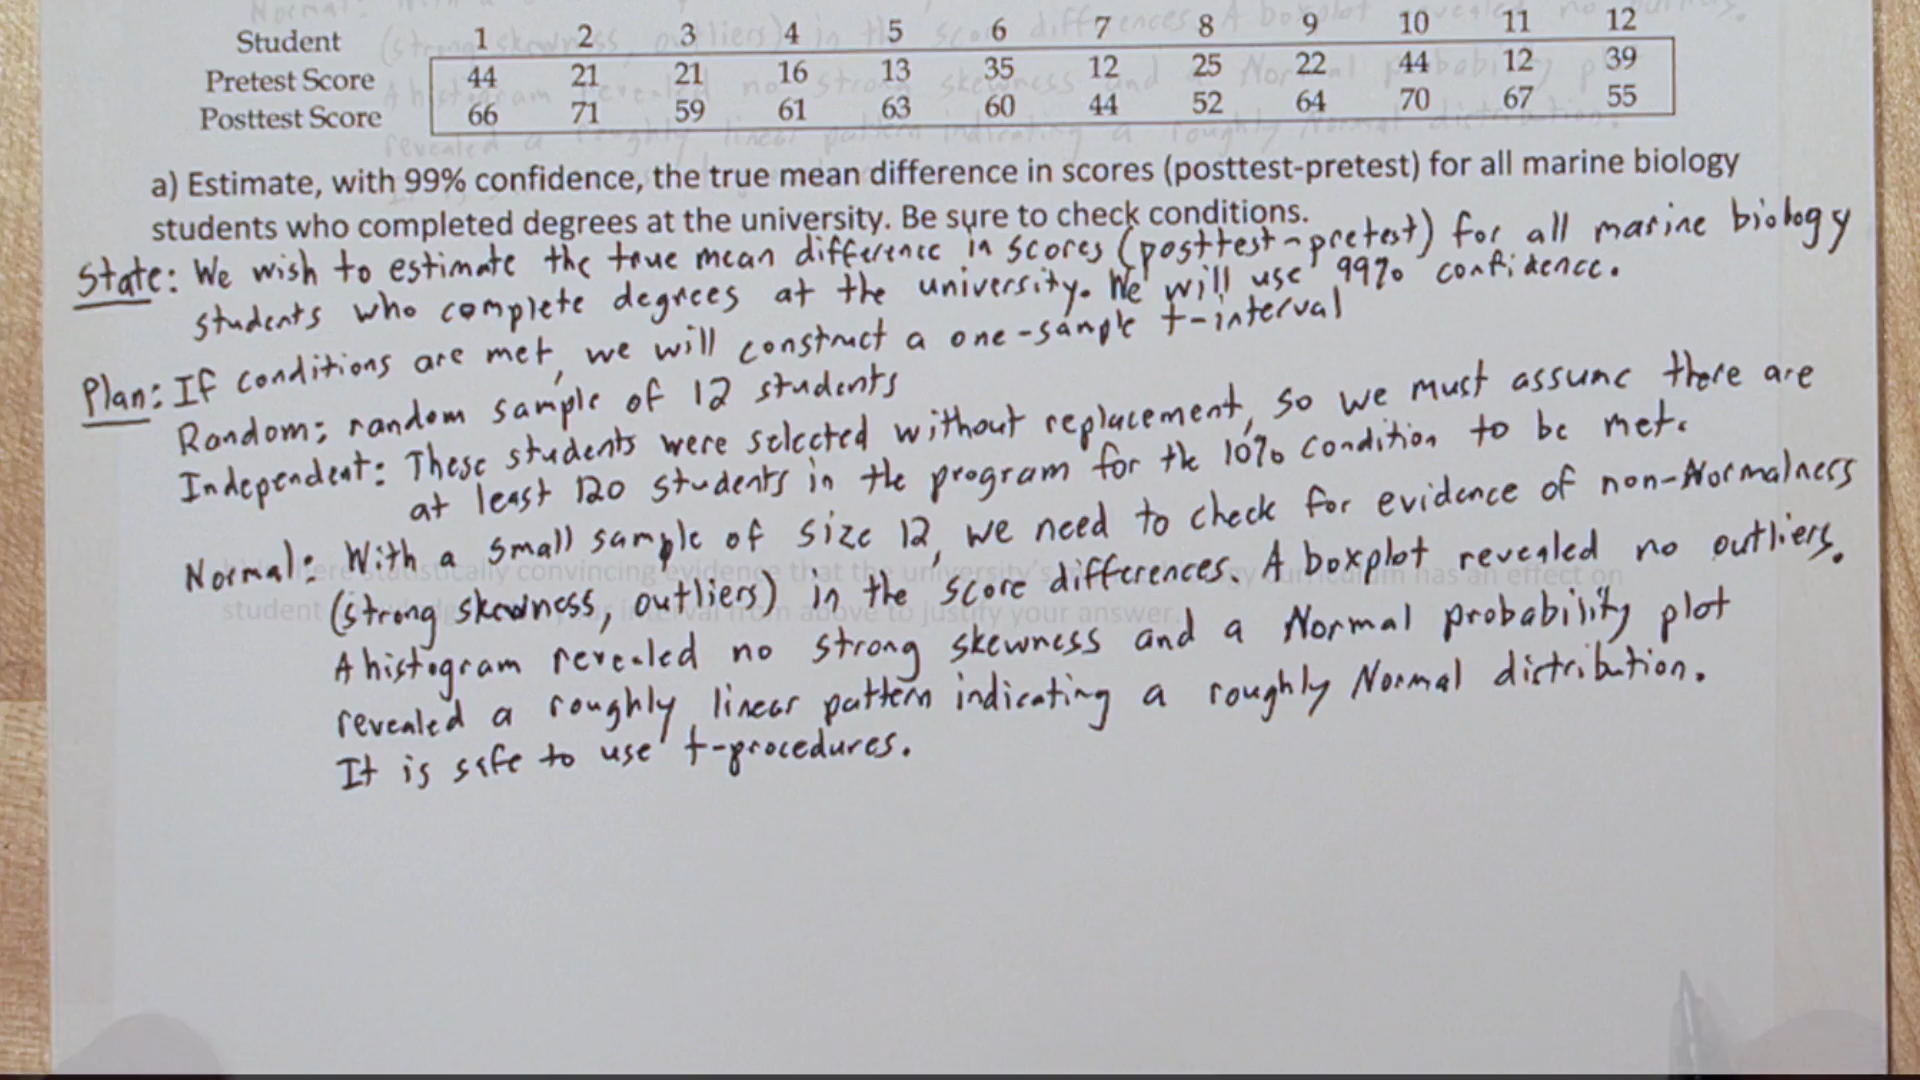 Student 1 2 3 4 5 6 7 8 9 10 11 12
Pretest Score 44 21 21 16 13 35 12 25 22 44 12 39
Posttest Score 66 71 59 61 63 60 44 52 64 70 67 55
a) Estimate, with 99% confidence, the true mean difference in scores (posttest-pretest) for all marine biology
students who completed degrees at the university. Be sure to check conditions.
State: We wish to estimate the true mean difference in scores (posttest-pretest) for all marine biology
students who complete degrees at the university. We will use 99% confidence.
Plan: If conditions are met, we will construct a one-sample t-interval
Random: random sample of 12 students
Independent: These students were selected without replacement, so we must assume there are
at least 120 students in the program for the 10% condition to be met.
Normal: With a small sample of size 12, we need to check for evidence of non-Normalness
(strong skewness, outliers) in the score differences. A boxplot revealed no outliers.
A histogram revealed no strong skewness and a Normal probability plot
revealed a roughly linear pattern indicating a roughly Normal distribution.
It is safe to use t-procedures.